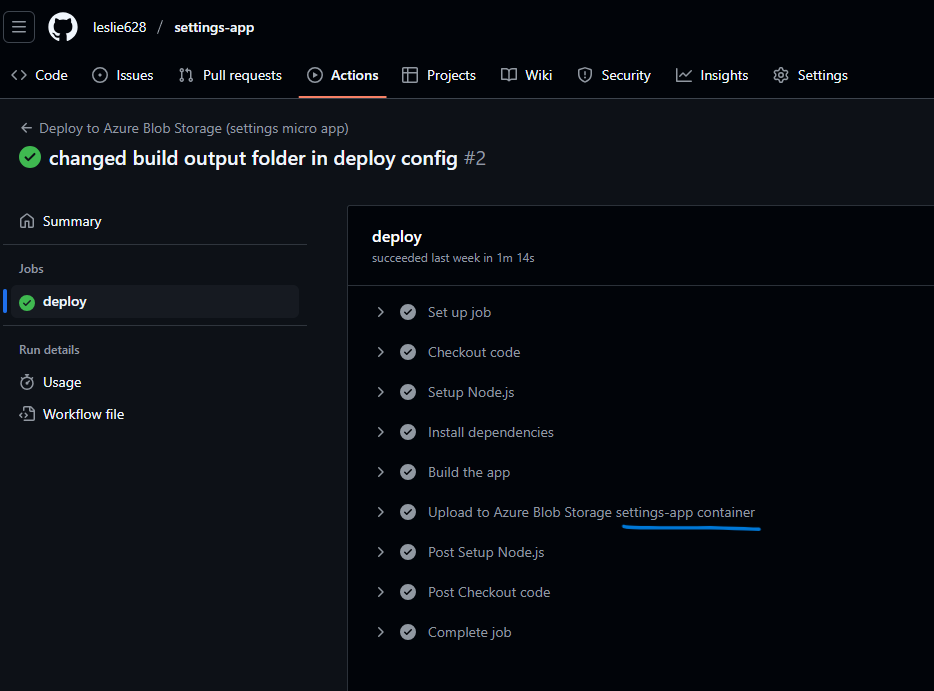 leslie628 / settings-app
Code Issues Pull requests Actions Projects Wiki Security Insights Settings
Deploy to Azure Blob Storage (settings micro app)
changed build output folder in deploy config #2
Summary
Jobs
deploy
Run details
Usage
Workflow file
deploy
succeeded last week in 1m 14s
Set up job
Checkout code
Setup Node.js
Install dependencies
Build the app
Upload to Azure Blob Storage settings-app container
Post Setup Node.js
Post Checkout code
Complete job